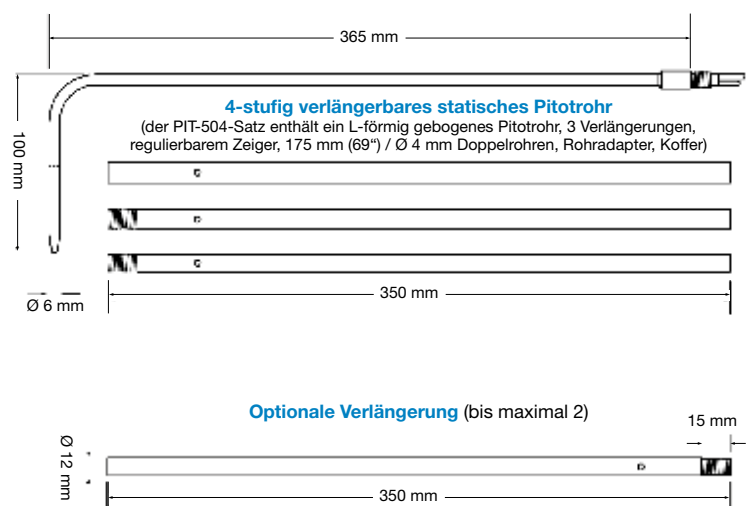 365 mm
4-stufig verlängerbares statisches Pitotrohr
(der PIT-504-Satz enthält ein L-förmig gebogenes Pitotrohr, 3 Verlängerungen,
regulierbarem Zeiger, 175 mm (69“) / Ø 4 mm Doppelrohren, Rohradapter, Koffer)
100 mm
350 mm
Ø 6 mm
Optionale Verlängerung (bis maximal 2)
15 mm
Ø 12 mm
350 mm